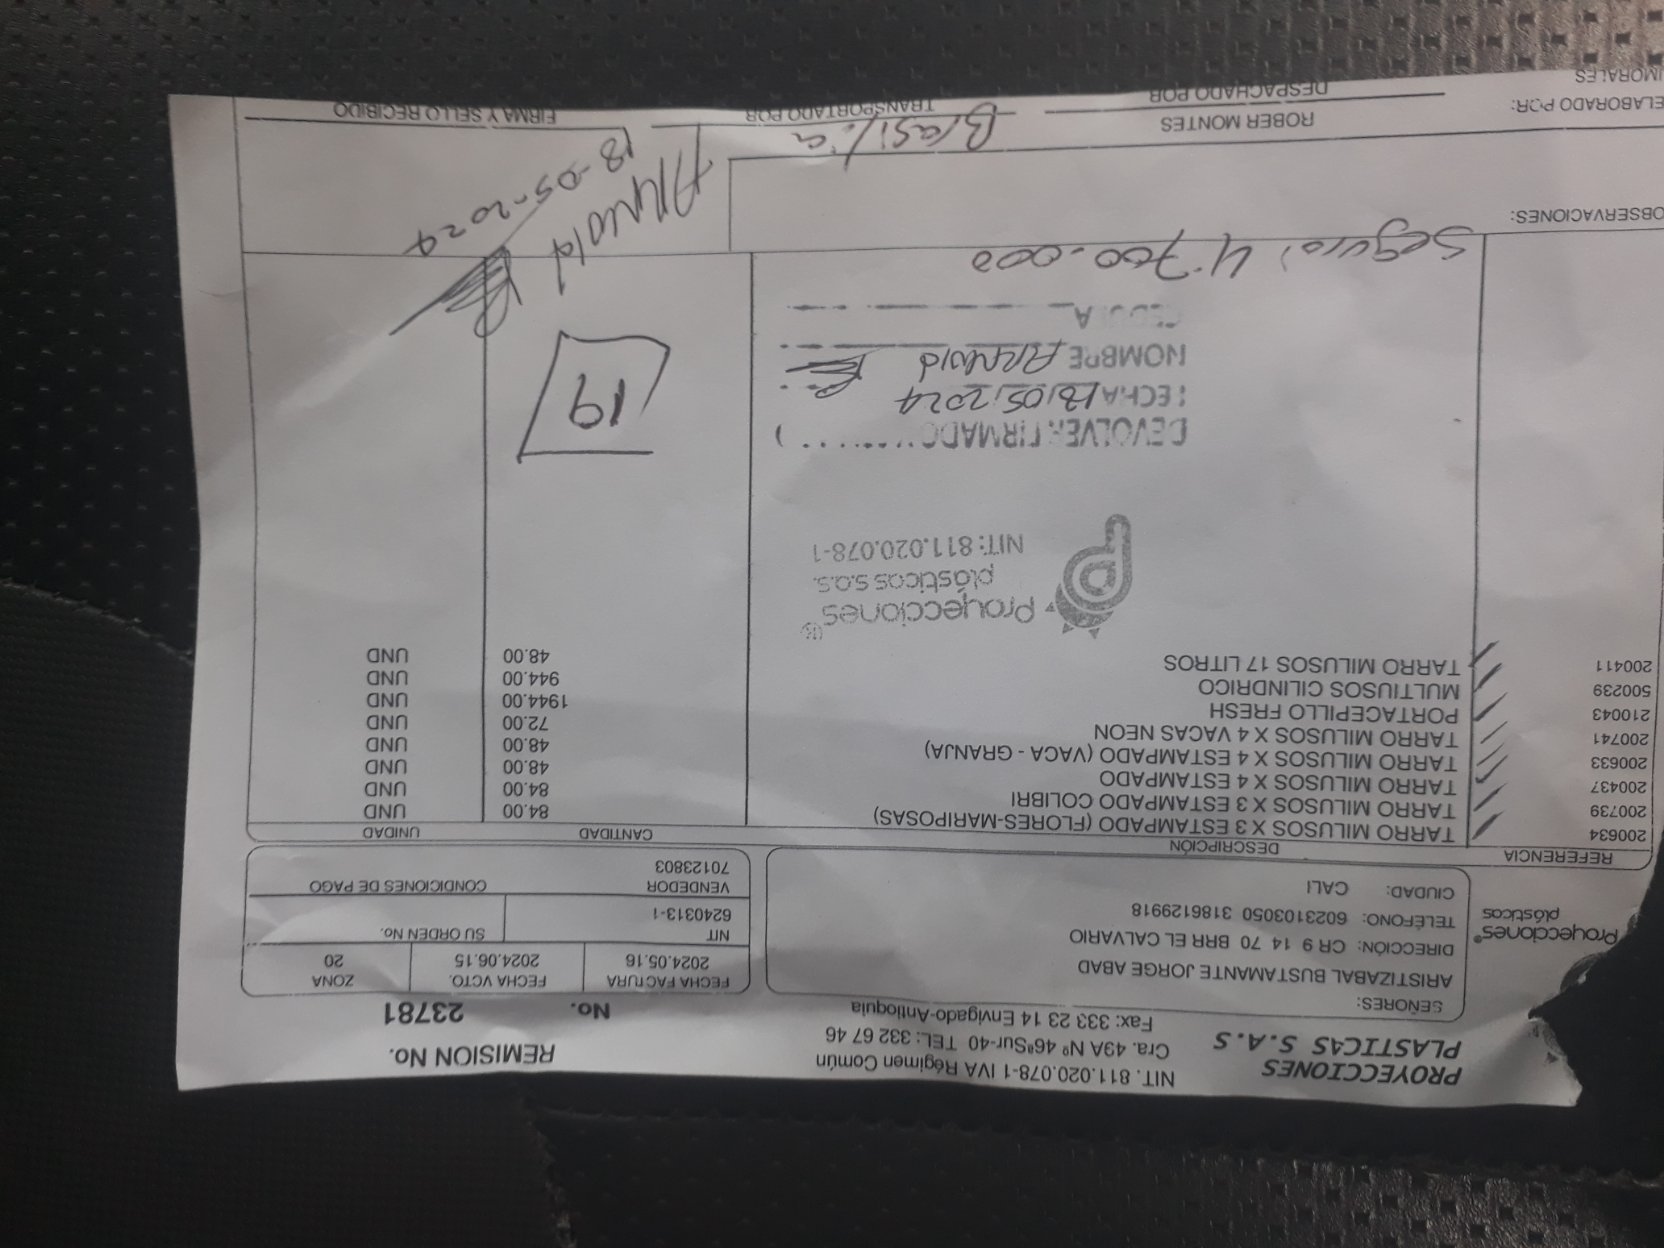 PROYECCIONES
PLASTICAS S.A.S
NIT. 811.020.078-1 IVA Régimen Común
Cra. 49A Nº 46ªSur-40 TEL: 332 67 46
Fax: 333 23 14 Envigado-Antioquia
REMISION No.
No. 23781
Proyecciones®
plásticos
SEÑORES:
ARISTIZABAL BUSTAMANTE JORGE ABAD
DIRECCIÓN: CR 9 14 70 BRR EL CALVARIO
TELÉFONO: 6023103050 3186129918
CIUDAD: CALI
FECHA FACTURA FECHA VCTO. ZONA
2024.05.16 2024.06.15 20
NIT SU ORDEN No.
6240313-1
VENDEDOR CONDICIONES DE PAGO
70123803
REFERENCIA DESCRIPCIÓN CANTIDAD UNIDAD
200634 TARRO MILUSOS X 3 ESTAMPADO (FLORES-MARIPOSAS) 84.00 UND
200739 TARRO MILUSOS X 3 ESTAMPADO COLIBRI 84.00 UND
200437 TARRO MILUSOS X 4 ESTAMPADO 48.00 UND
200633 TARRO MILUSOS X 4 ESTAMPADO (VACA - GRANJA) 48.00 UND
200741 TARRO MILUSOS X 4 VACAS NEON 72.00 UND
210043 PORTACEPILLO FRESH 1944.00 UND
500239 MULTIUSOS CILINDRICO 944.00 UND
200411 TARRO MILUSOS 17 LITROS 48.00 UND
Proyecciones®
plásticas s.a.s.
NIT: 811.020.078-1
DEVOLVER FIRMADO ........)
FECHA 18/05/2024
NOMBRE Arnold
CEDULA
19
Seguro: 4'700.000
Arnold
18-05-2024
OBSERVACIONES:
ELABORADO POR:
IMORALES
ROBER MONTES
DESPACHADO POR
Brasilia
TRANSPORTADO POR
FIRMA Y SELLO RECIBIDO